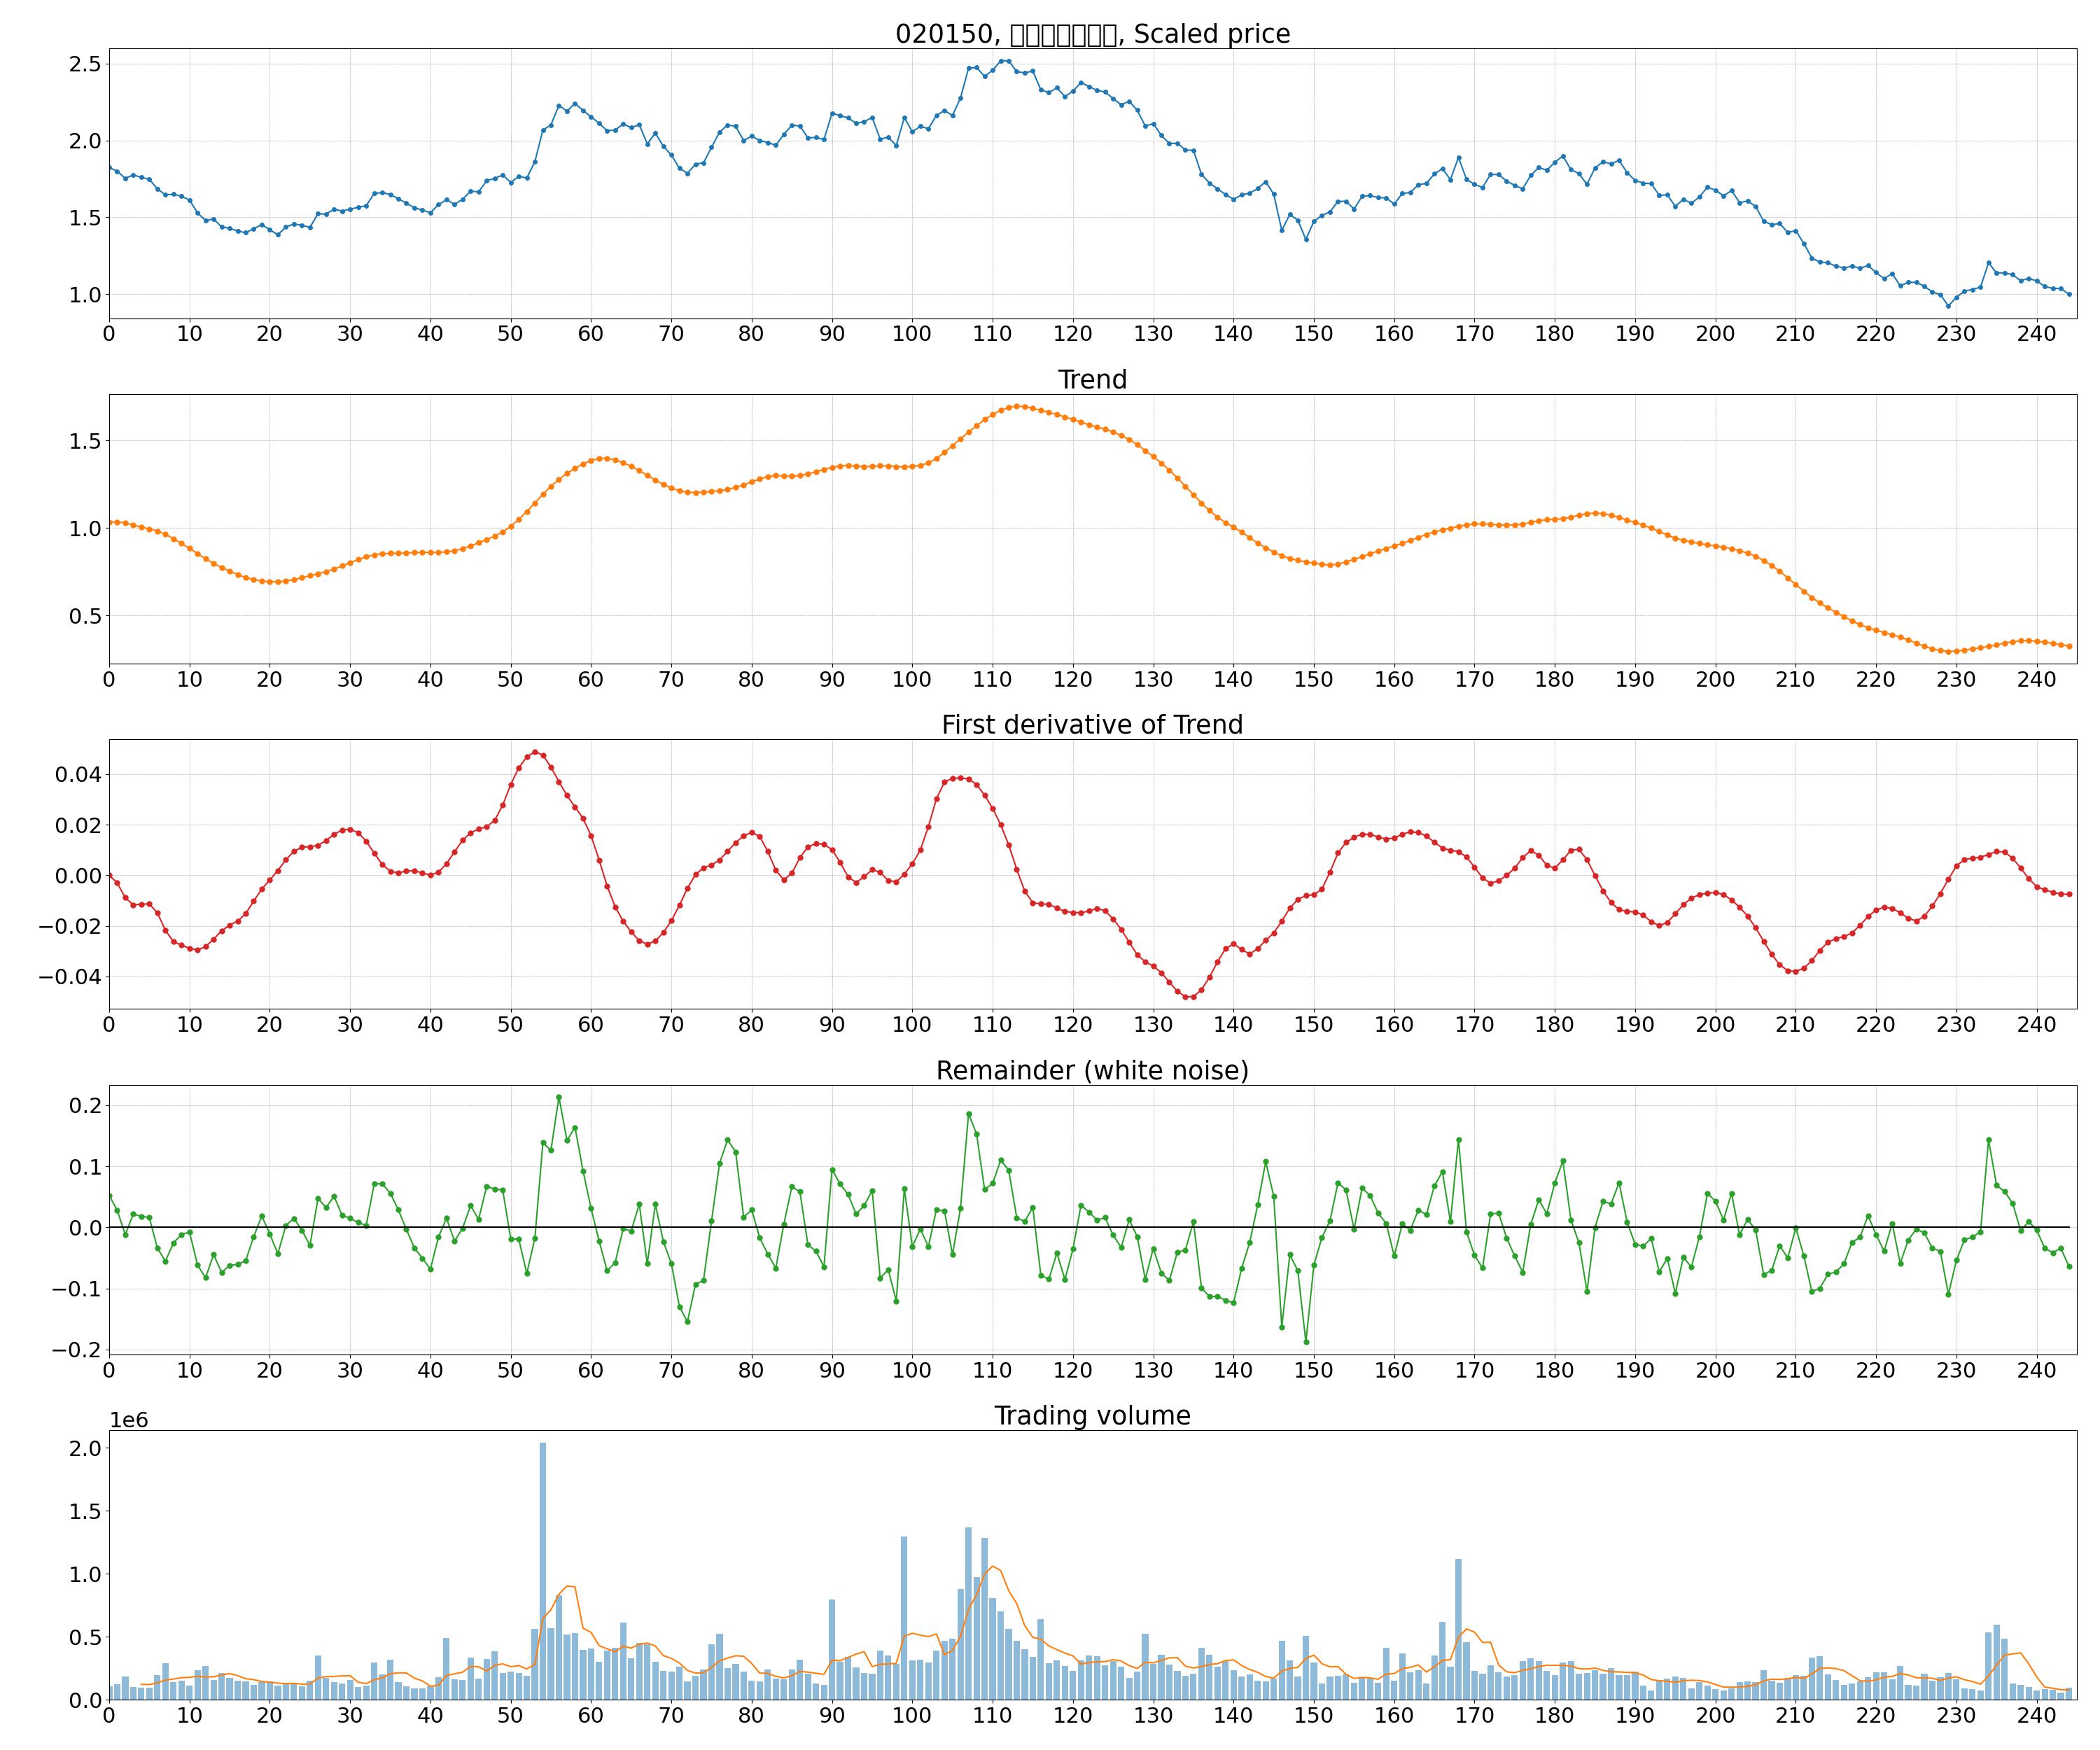 020150, □□□□□□□, Scaled price
2.5
2.0
1.5
1.0
0 10 20 30 40 50 60 70 80 90 100 110 120 130 140 150 160 170 180 190 200 210 220 230 240
Trend
1.5
1.0
0.5
0 10 20 30 40 50 60 70 80 90 100 110 120 130 140 150 160 170 180 190 200 210 220 230 240
First derivative of Trend
0.04
0.02
0.00
−0.02
−0.04
0 10 20 30 40 50 60 70 80 90 100 110 120 130 140 150 160 170 180 190 200 210 220 230 240
Remainder (white noise)
0.2
0.1
0.0
−0.1
−0.2
0 10 20 30 40 50 60 70 80 90 100 110 120 130 140 150 160 170 180 190 200 210 220 230 240
Trading volume
1e6
2.0
1.5
1.0
0.5
0.0
0 10 20 30 40 50 60 70 80 90 100 110 120 130 140 150 160 170 180 190 200 210 220 230 240